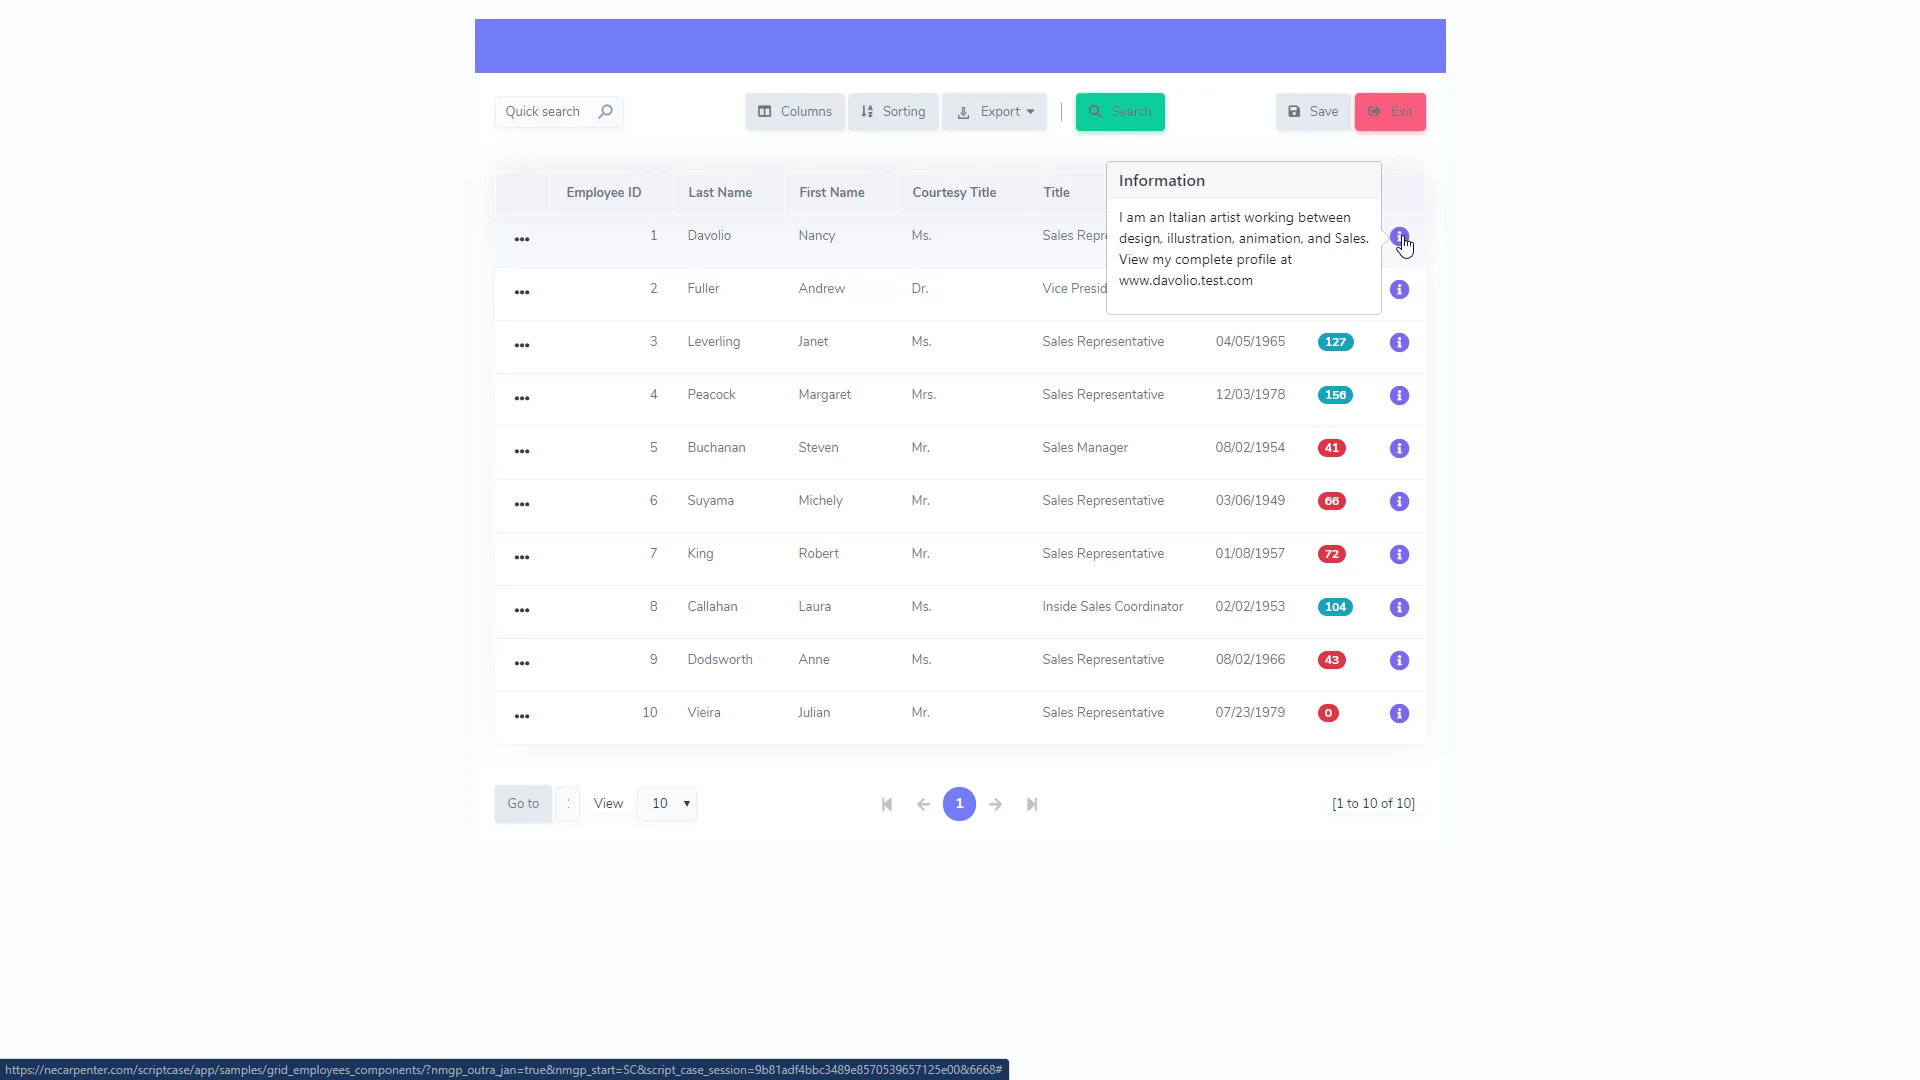 Quick search
Columns
Sorting
Export
Search
Save
Exit
Employee ID Last Name First Name Courtesy Title Title
Information
I am an Italian artist working between
design, illustration, animation, and Sales.
View my complete profile at
www.davolio.test.com
1 Davolio Nancy Ms. Sales Repre
2 Fuller Andrew Dr. Vice Presid
3 Leverling Janet Ms. Sales Representative 04/05/1965 127
4 Peacock Margaret Mrs. Sales Representative 12/03/1978 156
5 Buchanan Steven Mr. Sales Manager 08/02/1954 41
6 Suyama Michely Mr. Sales Representative 03/06/1949 66
7 King Robert Mr. Sales Representative 01/08/1957 72
8 Callahan Laura Ms. Inside Sales Coordinator 02/02/1953 104
9 Dodsworth Anne Ms. Sales Representative 08/02/1966 43
10 Vieira Julian Mr. Sales Representative 07/23/1979 0
Go to View 10 1 [1 to 10 of 10]
https://necarpenter.com/scriptcase/app/samples/grid_employees_components/?nmgp_outra_jan=true&nmgp_start=SC&script_case_session=9b81adf4bbc3489e8570539657125e00&6668#